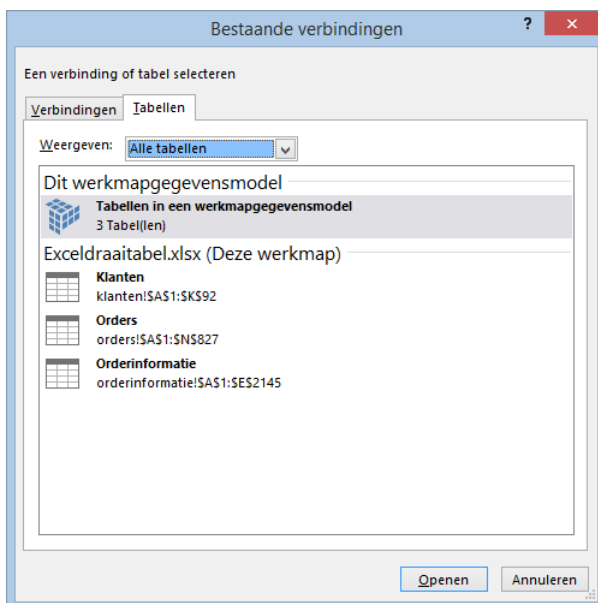 Bestaande verbindingen
? ×
Een verbinding of tabel selecteren
Verbindingen Tabellen
Weergeven: Alle tabellen
Dit werkmapgegevensmodel
Tabellen in een werkmapgegevensmodel
3 Tabel(len)
Exceldraaitabel.xlsx (Deze werkmap)
Klanten
klanten!$A$1:$K$92
Orders
orders!$A$1:$N$827
Orderinformatie
orderinformatie!$A$1:$E$2145
Openen Annuleren